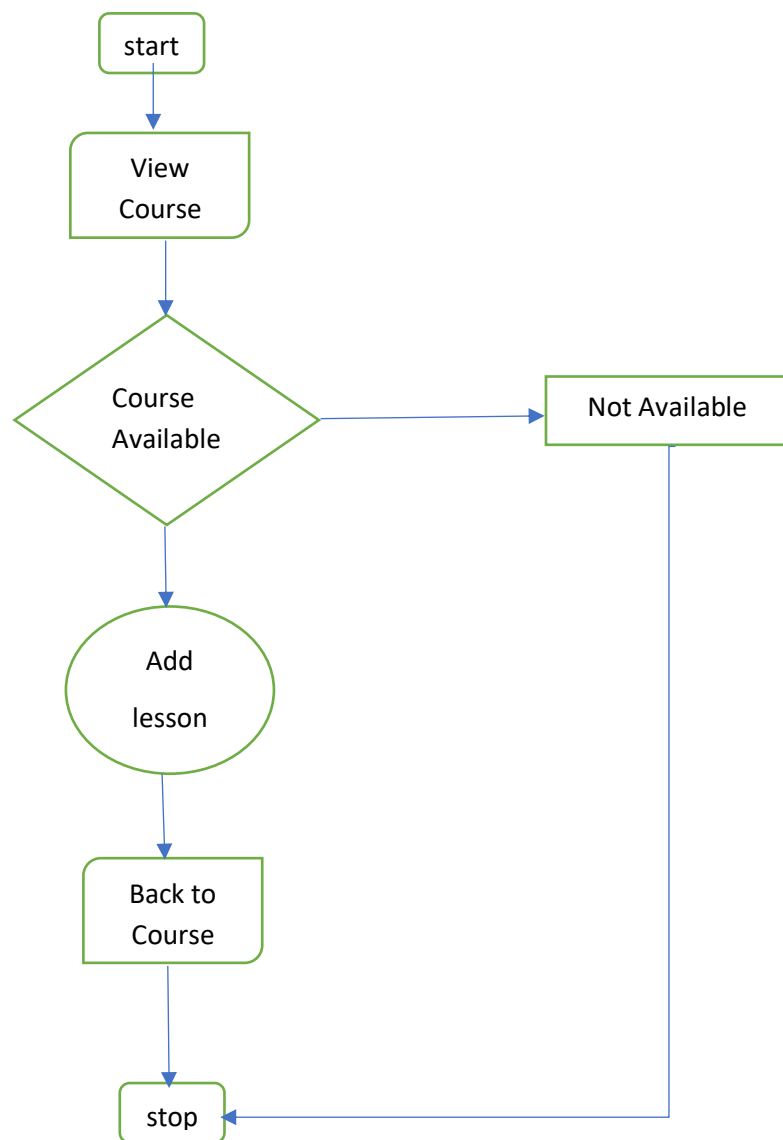 start
View
Course
Course
Available
Not Available
Add
lesson
Back to
Course
stop